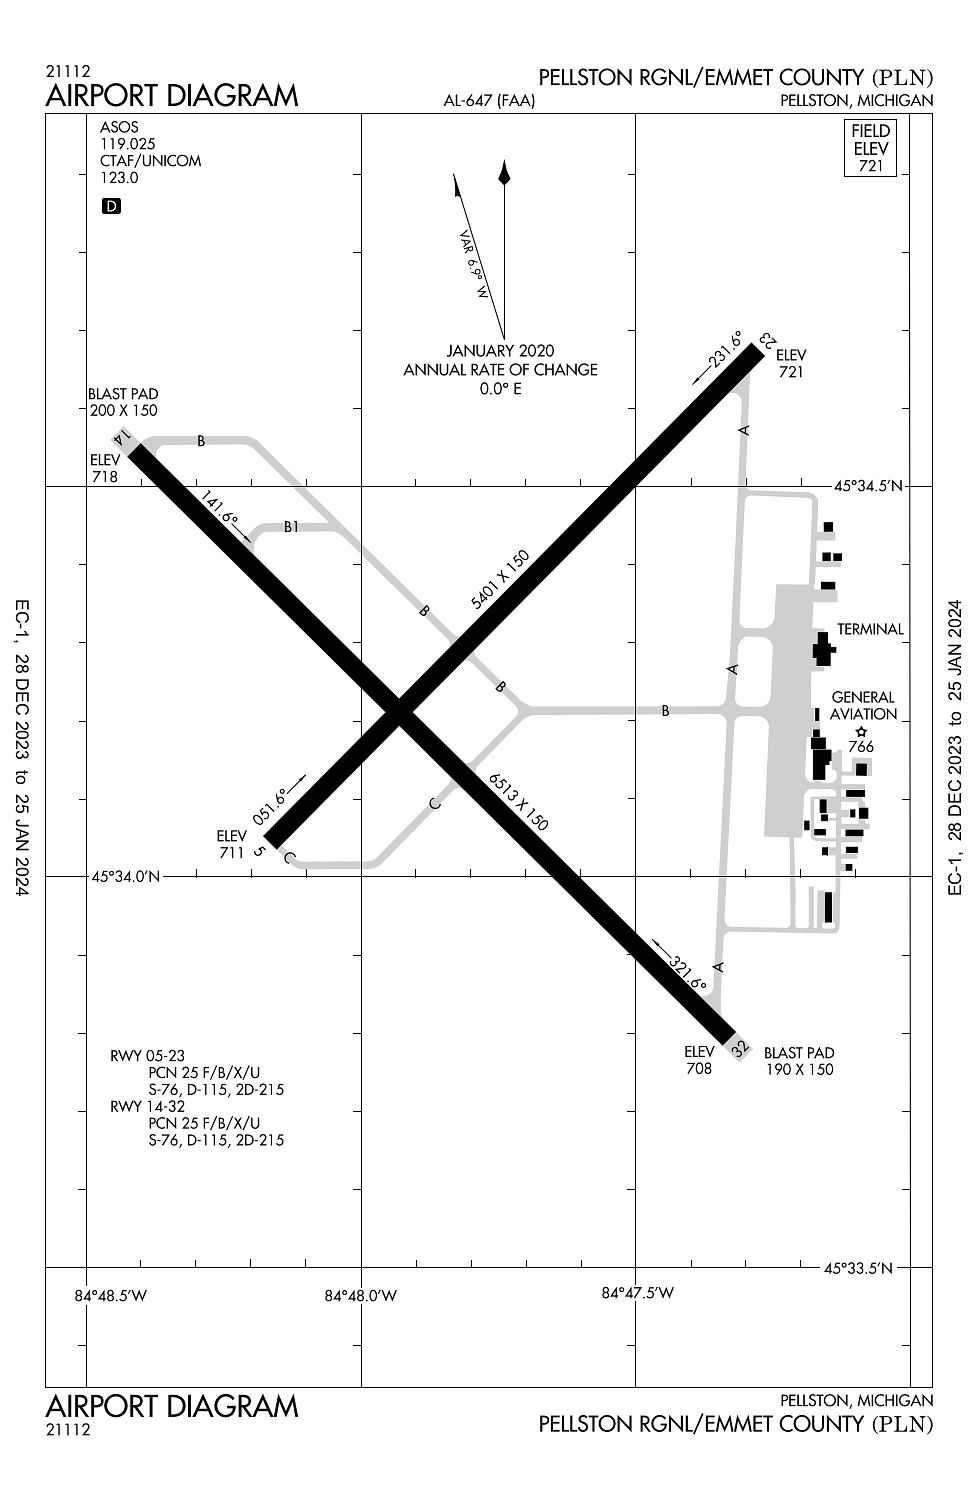 21112
AIRPORT DIAGRAM
AL-647 (FAA)
PELLSTON RGNL/EMMET COUNTY (PLN)
PELLSTON, MICHIGAN
ASOS
119.025
CTAF/UNICOM
123.0
D
FIELD
ELEV
721
VAR 6.9° W
JANUARY 2020
ANNUAL RATE OF CHANGE
0.0° E
231.6°
23
ELEV
721
BLAST PAD
200 X 150
14
ELEV
718
B
A
45°34.5'N
141.6°
B1
5401 X 150
B
TERMINAL
A
B
B
GENERAL
AVIATION
766
051.6°
6513 X 150
C
ELEV
711
5
C
45°34.0'N
321.6°
A
ELEV
708
32
BLAST PAD
190 X 150
RWY 05-23
PCN 25 F/B/X/U
S-76, D-115, 2D-215
RWY 14-32
PCN 25 F/B/X/U
S-76, D-115, 2D-215
45°33.5'N
84°48.5'W
84°48.0'W
84°47.5'W
EC-1, 28 DEC 2023 to 25 JAN 2024
EC-1, 28 DEC 2023 to 25 JAN 2024
AIRPORT DIAGRAM
21112
PELLSTON, MICHIGAN
PELLSTON RGNL/EMMET COUNTY (PLN)